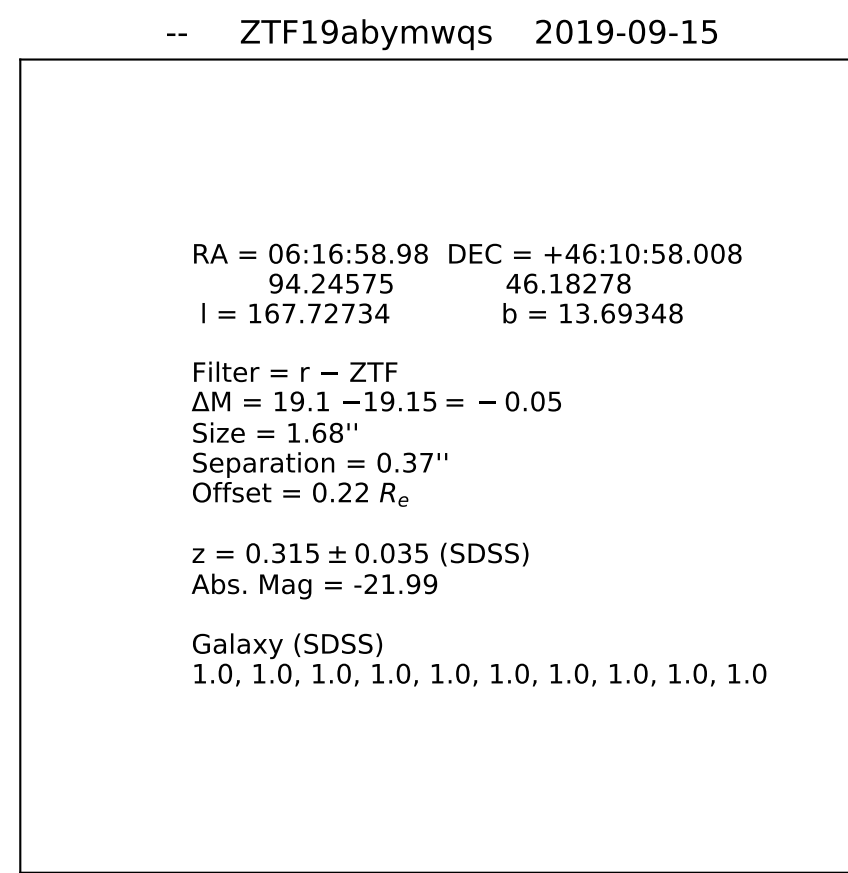 -- ZTF19abymwqs 2019-09-15
RA = 06:16:58.98 DEC = +46:10:58.008
94.24575 46.18278
l = 167.72734 b = 13.69348
Filter = r − ZTF
ΔM = 19.1 −19.15 = − 0.05
Size = 1.68''
Separation = 0.37''
Offset = 0.22 Rₑ
z = 0.315 ± 0.035 (SDSS)
Abs. Mag = -21.99
Galaxy (SDSS)
1.0, 1.0, 1.0, 1.0, 1.0, 1.0, 1.0, 1.0, 1.0, 1.0